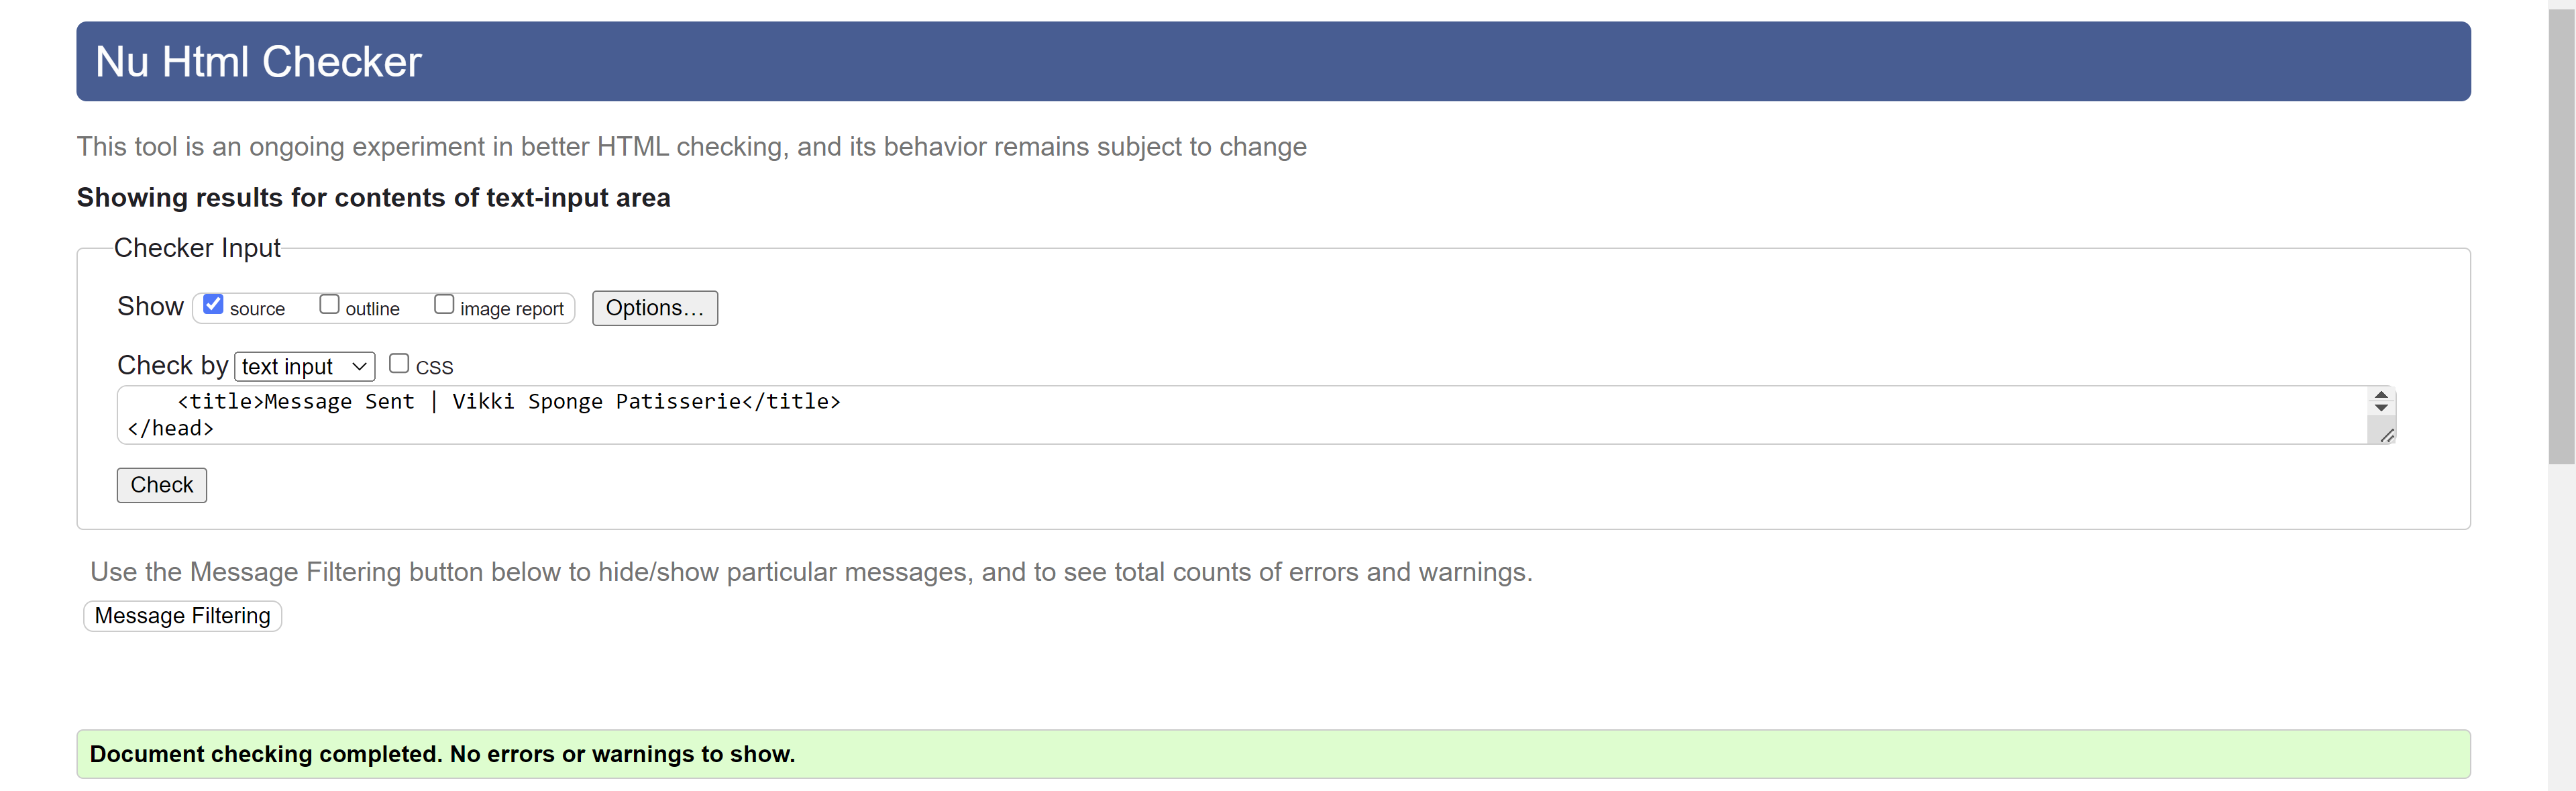 Nu Html Checker
This tool is an ongoing experiment in better HTML checking, and its behavior remains subject to change
Showing results for contents of text-input area
Checker Input
Show source outline image report Options…
Check by text input CSS
<title>Message Sent | Vikki Sponge Patisserie</title>
</head>
Check
Use the Message Filtering button below to hide/show particular messages, and to see total counts of errors and warnings.
Message Filtering
Document checking completed. No errors or warnings to show.